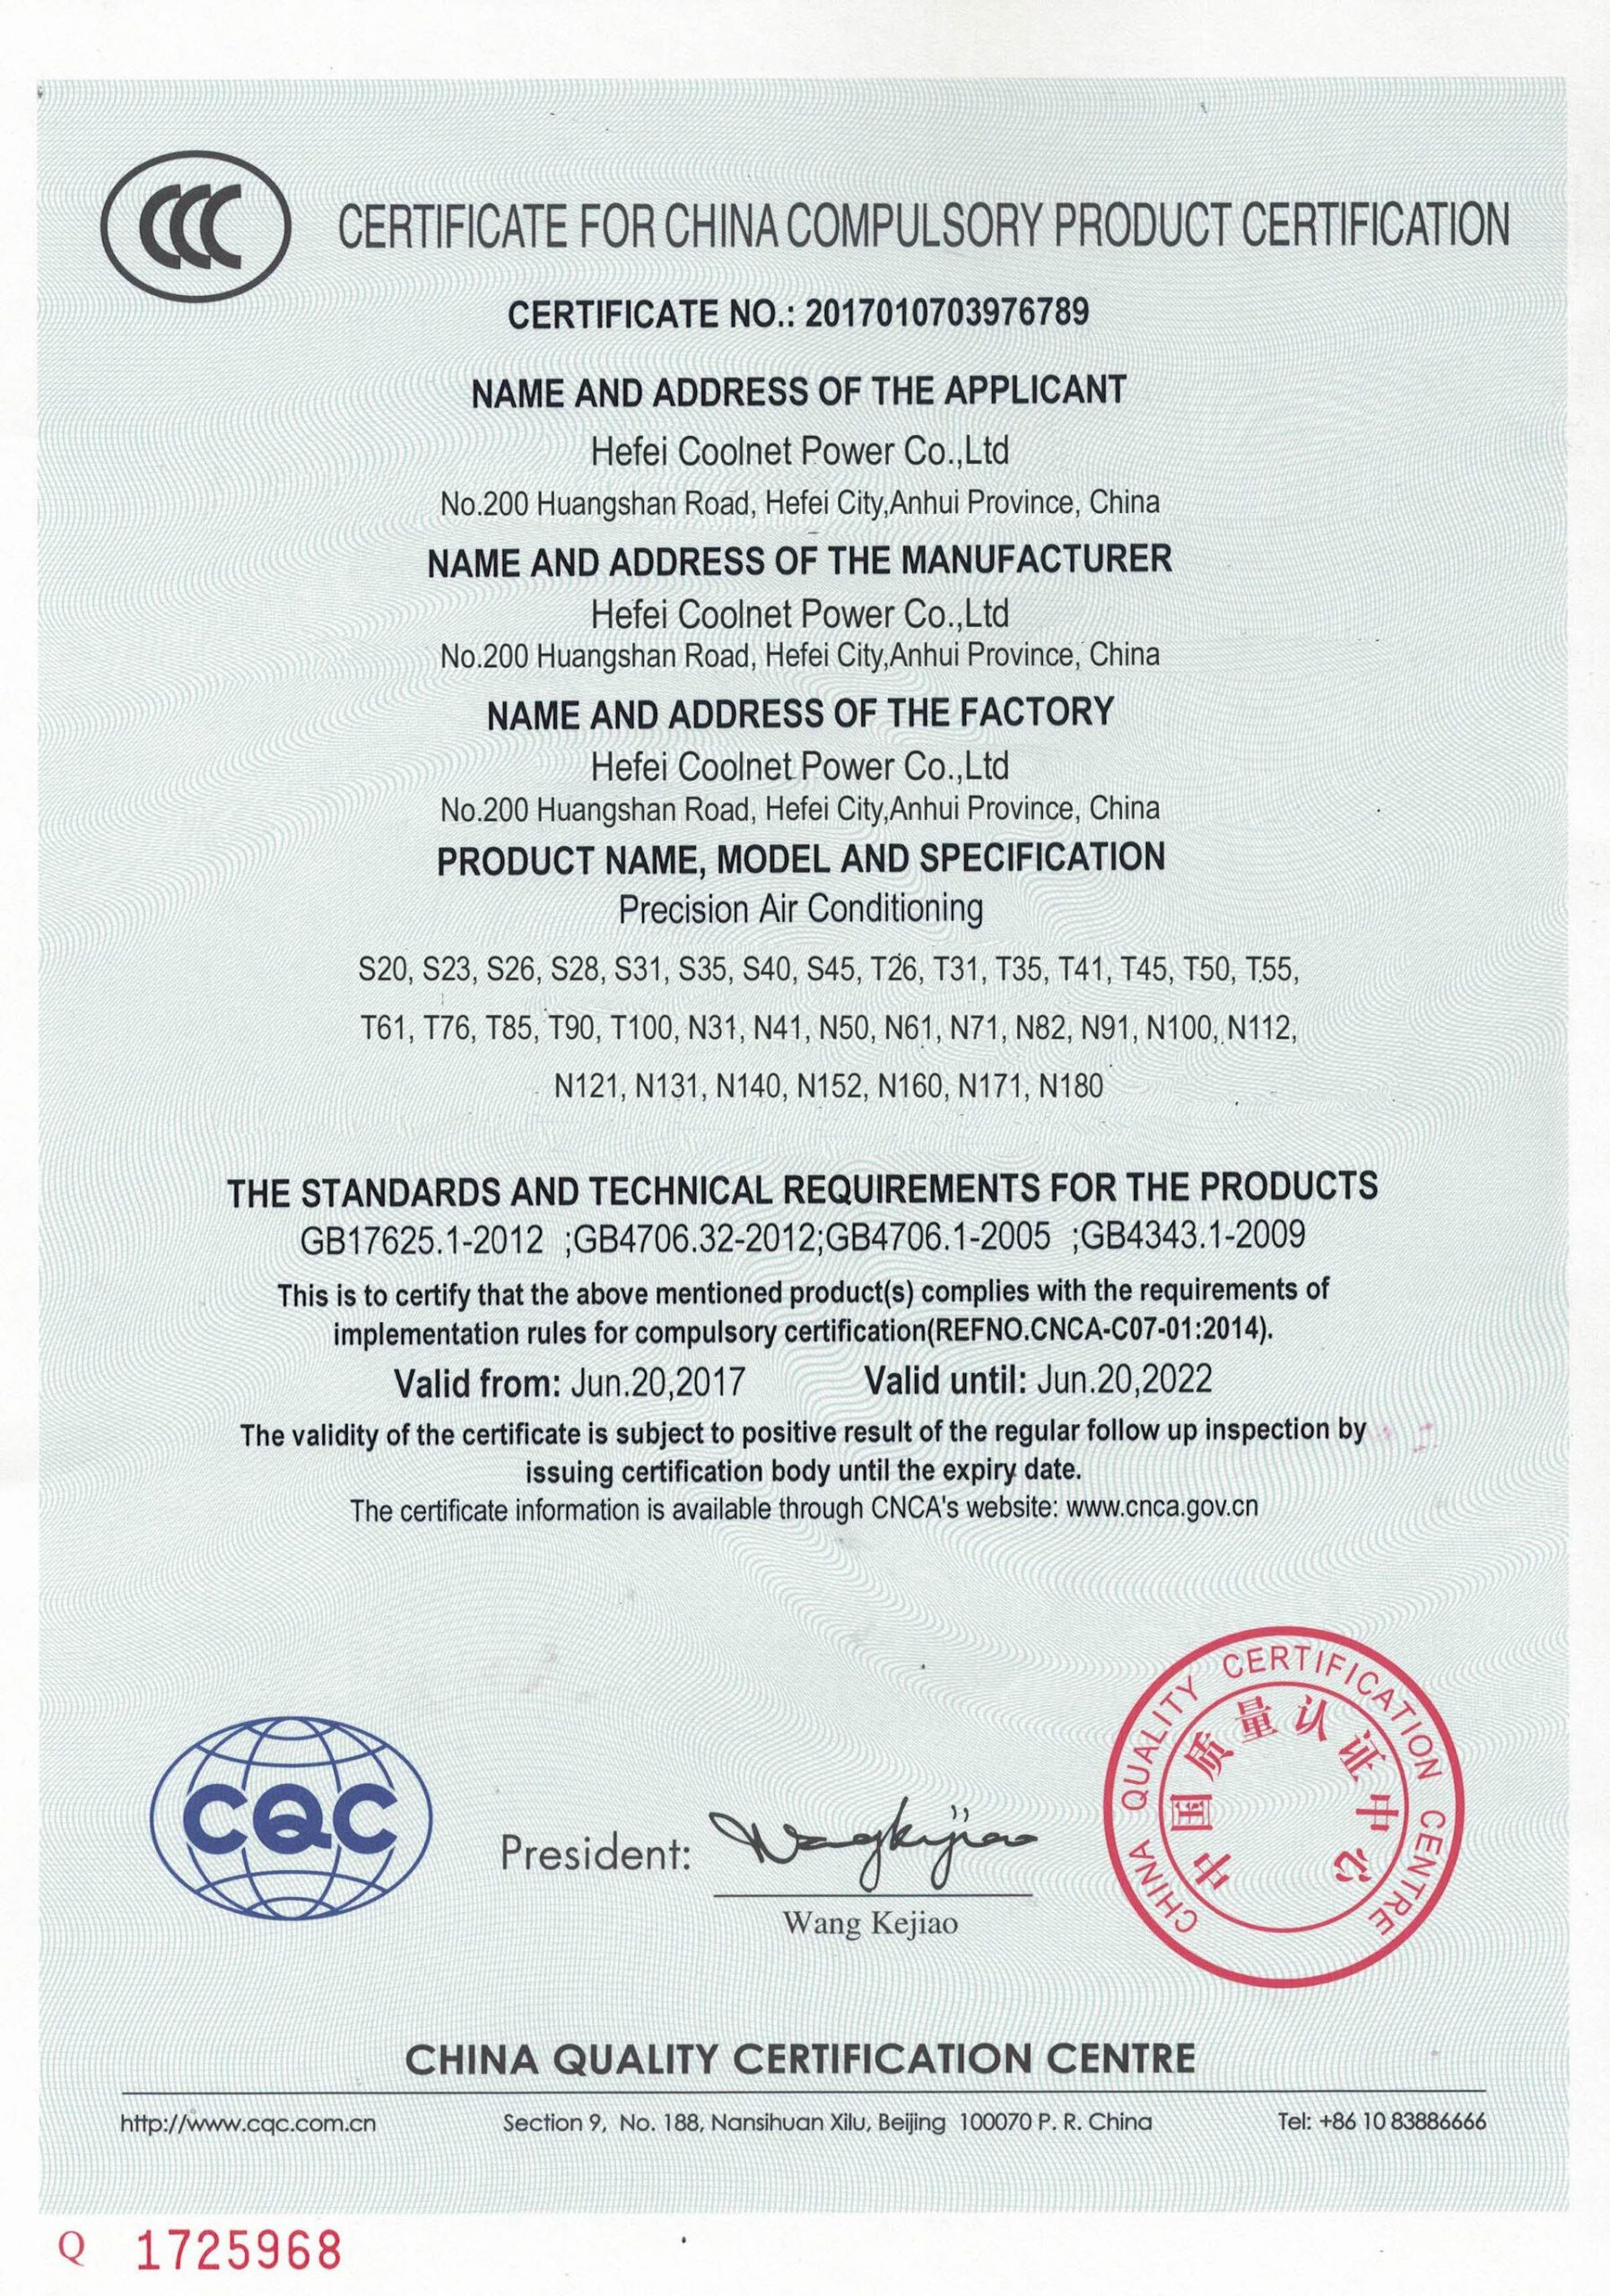 CCC
CERTIFICATE FOR CHINA COMPULSORY PRODUCT CERTIFICATION
CERTIFICATE NO.: 2017010703976789
NAME AND ADDRESS OF THE APPLICANT
Hefei Coolnet Power Co.,Ltd
No.200 Huangshan Road, Hefei City,Anhui Province, China
NAME AND ADDRESS OF THE MANUFACTURER
Hefei Coolnet Power Co.,Ltd
No.200 Huangshan Road, Hefei City,Anhui Province, China
NAME AND ADDRESS OF THE FACTORY
Hefei Coolnet Power Co.,Ltd
No.200 Huangshan Road, Hefei City,Anhui Province, China
PRODUCT NAME, MODEL AND SPECIFICATION
Precision Air Conditioning
S20, S23, S26, S28, S31, S35, S40, S45, T26, T31, T35, T41, T45, T50, T55,
T61, T76, T85, T90, T100, N31, N41, N50, N61, N71, N82, N91, N100, N112,
N121, N131, N140, N152, N160, N171, N180
THE STANDARDS AND TECHNICAL REQUIREMENTS FOR THE PRODUCTS
GB17625.1-2012 ;GB4706.32-2012;GB4706.1-2005 ;GB4343.1-2009
This is to certify that the above mentioned product(s) complies with the requirements of
implementation rules for compulsory certification(REFNO.CNCA-C07-01:2014).
Valid from: Jun.20,2017 Valid until: Jun.20,2022
The validity of the certificate is subject to positive result of the regular follow up inspection by
issuing certification body until the expiry date.
The certificate information is available through CNCA's website: www.cnca.gov.cn
CQC
President:
Wangkejiao
Wang Kejiao
CHINA QUALITY CERTIFICATION CENTRE
中国质量认证中心
CHINA QUALITY CERTIFICATION CENTRE
http://www.cqc.com.cn Section 9, No. 188, Nansihuan Xilu, Beijing 100070 P. R. China Tel: +86 10 83886666
Q 1725968